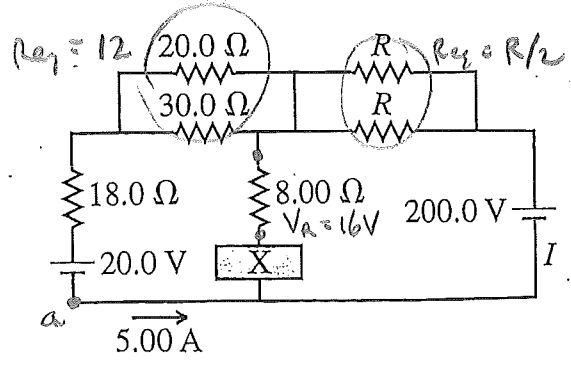 Req = 12
20.0 Ω
R
Req = R/2
30.0 Ω
R
18.0 Ω
8.00 Ω
V_R = 16V
200.0 V
20.0 V
X
I
a
5.00 A